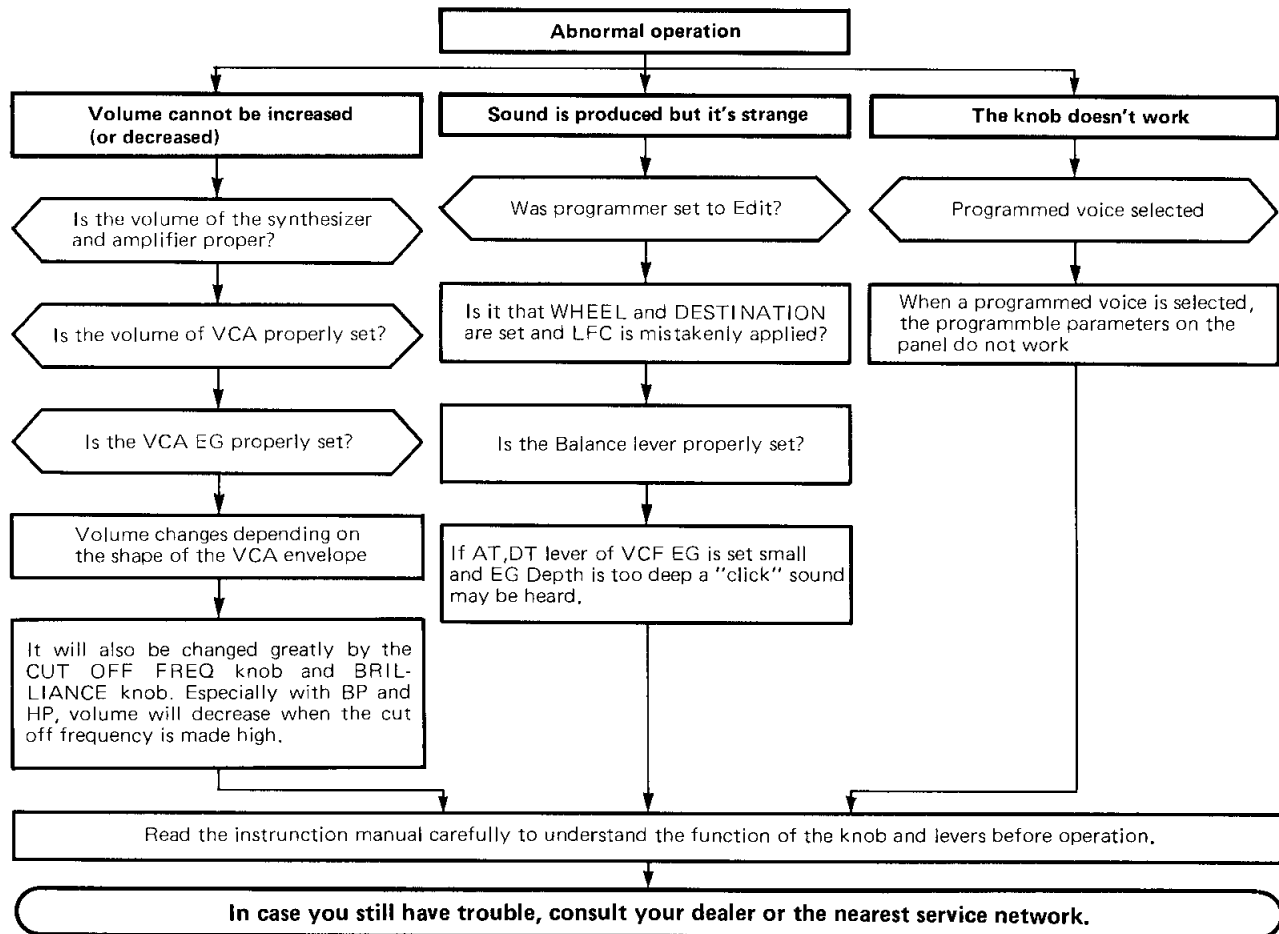 Abnormal operation
Volume cannot be increased
(or decreased)
Is the volume of the synthesizer
and amplifier proper?
Is the volume of VCA properly set?
Is the VCA EG properly set?
Volume changes depending on
the shape of the VCA envelope
It will also be changed greatly by the
CUT OFF FREQ knob and BRIL-
LIANCE knob. Especially with BP and
HP, volume will decrease when the cut
off frequency is made high.
Sound is produced but it's strange
Was programmer set to Edit?
Is it that WHEEL and DESTINATION
are set and LFC is mistakenly applied?
Is the Balance lever properly set?
If AT,DT lever of VCF EG is set small
and EG Depth is too deep a "click" sound
may be heard.
The knob doesn't work
Programmed voice selected
When a programmed voice is selected,
the programmble parameters on the
panel do not work
Read the instrunction manual carefully to understand the function of the knob and levers before operation.
In case you still have trouble, consult your dealer or the nearest service network.